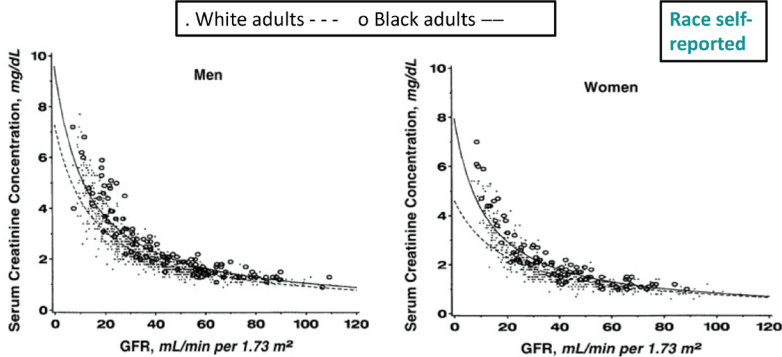 . White adults - - -    o Black adults —
Race self-
reported
Men
Serum Creatinine Concentration, mg/dL
10
8
6
4
2
0
0 20 40 60 80 100 120
GFR, mL/min per 1.73 m²
Women
Serum Creatinine Concentration, mg/dL
10
8
6
4
2
0
0 20 40 60 80 100 120
GFR, mL/min per 1.73 m²